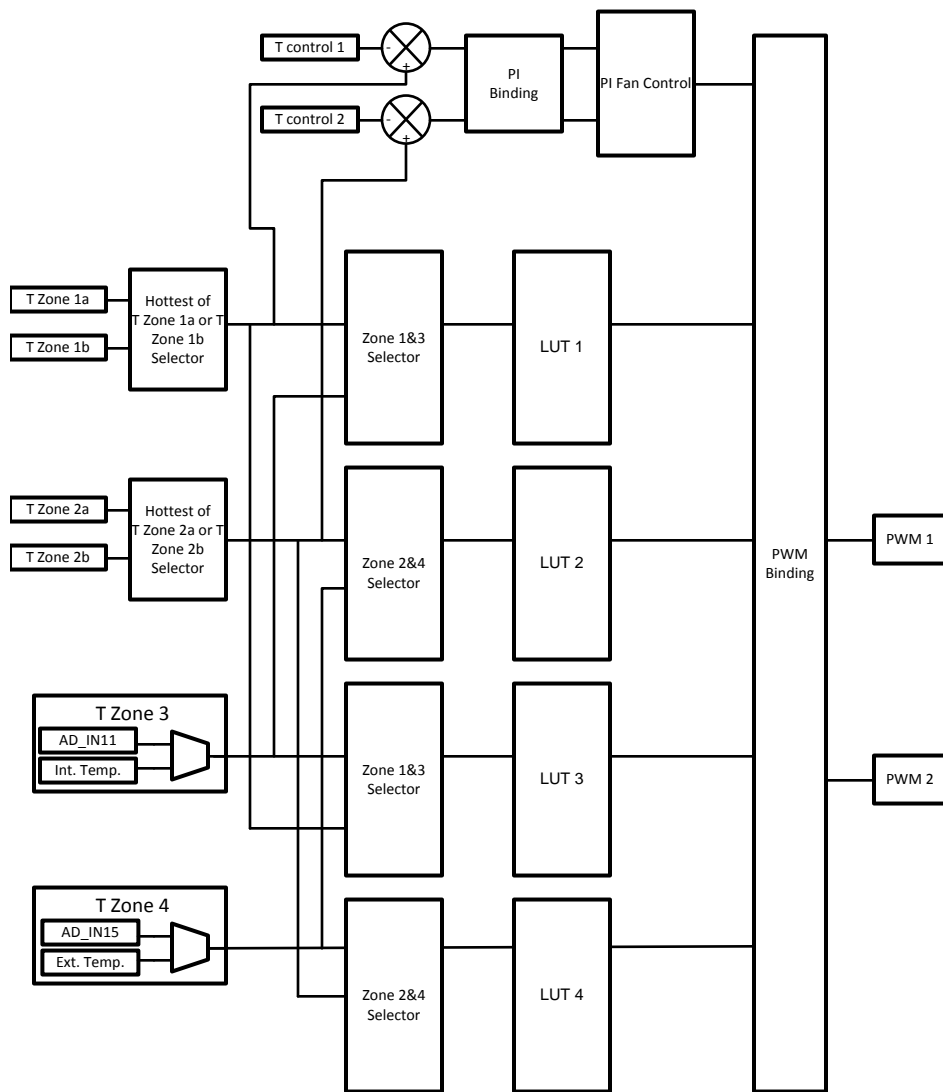 T control 1
-
+
PI
Binding
PI Fan Control
T control 2
-
+
T Zone 1a
T Zone 1b
Hottest of
T Zone 1a or T
Zone 1b
Selector
Zone 1&3
Selector
LUT 1
T Zone 2a
T Zone 2b
Hottest of
T Zone 2a or T
Zone 2b
Selector
Zone 2&4
Selector
LUT 2
PWM
Binding
PWM 1
T Zone 3
AD_IN11
Int. Temp.
Zone 1&3
Selector
LUT 3
PWM 2
T Zone 4
AD_IN15
Ext. Temp.
Zone 2&4
Selector
LUT 4